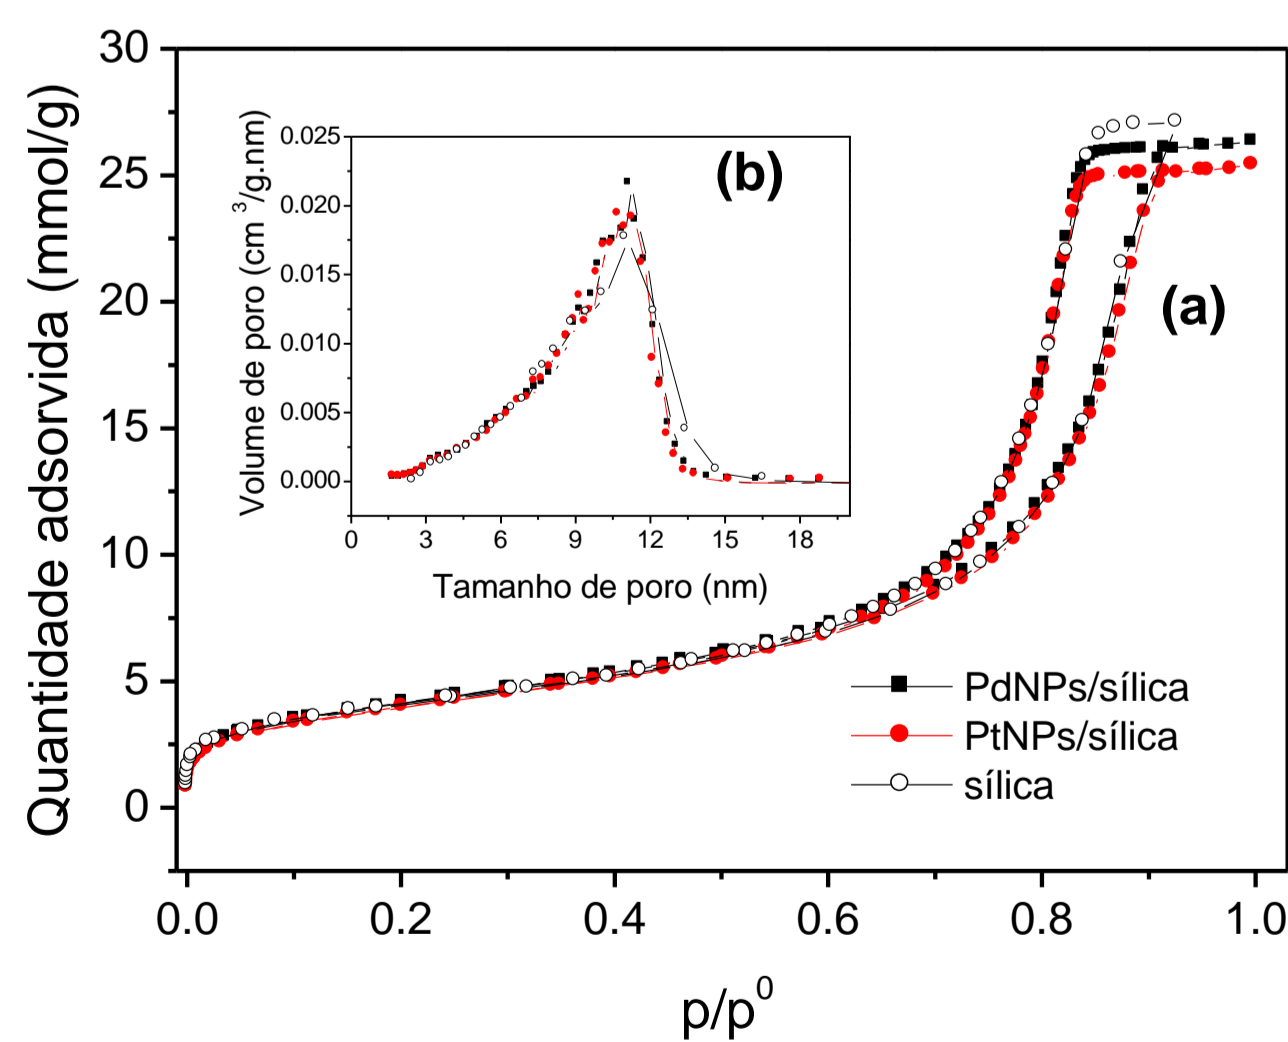 30
25
20
15
10
5
0
Quantidade adsorvida (mmol/g)
0.0 0.2 0.4 0.6 0.8 1.0
p/p⁰
(a)
PdNPs/sílica
PtNPs/sílica
sílica
(b)
0.025
0.020
0.015
0.010
0.005
0.000
Volume de poro (cm ³/g.nm)
0 3 6 9 12 15 18
Tamanho de poro (nm)